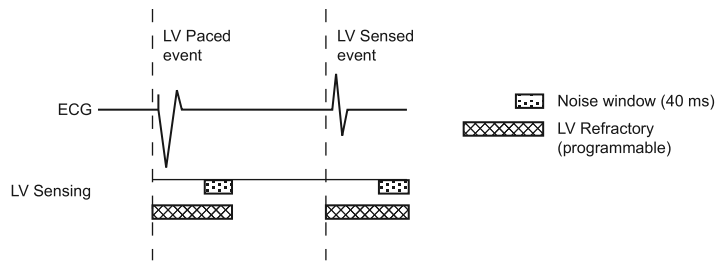 LV Paced
event
LV Sensed
event
ECG
Noise window (40 ms)
LV Refractory
(programmable)
LV Sensing